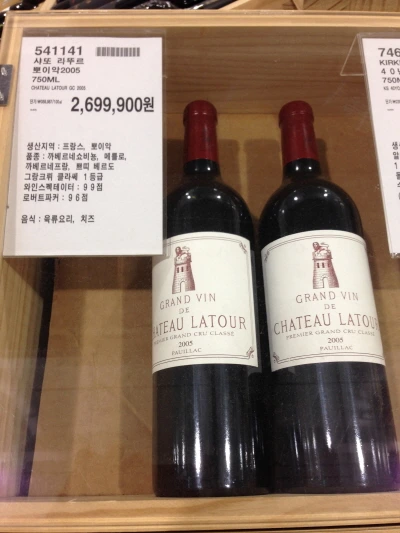 541141
샤또 라뚜르
뽀이악2005
750ML
CHATEAU LATOUR GC 2005
2,699,900원
생산지역 : 프랑스, 뽀이악
품종 : 까베르네쇼비뇽, 메를로,
까베르네프랑, 쁘띠 베르도
그랑크뤼 클라쎄 1등급
와인스펙테이터 : 99점
로버트파커 : 96점
음식 : 육류요리, 치즈
GRAND VIN
DE
CHATEAU LATOUR
PREMIER GRAND CRU CLASSÉ
2005
PAUILLAC
GRAND VIN
DE
CHATEAU LATOUR
PREMIER GRAND CRU CLASSÉ
2005
PAUILLAC
746
KIRK
750M